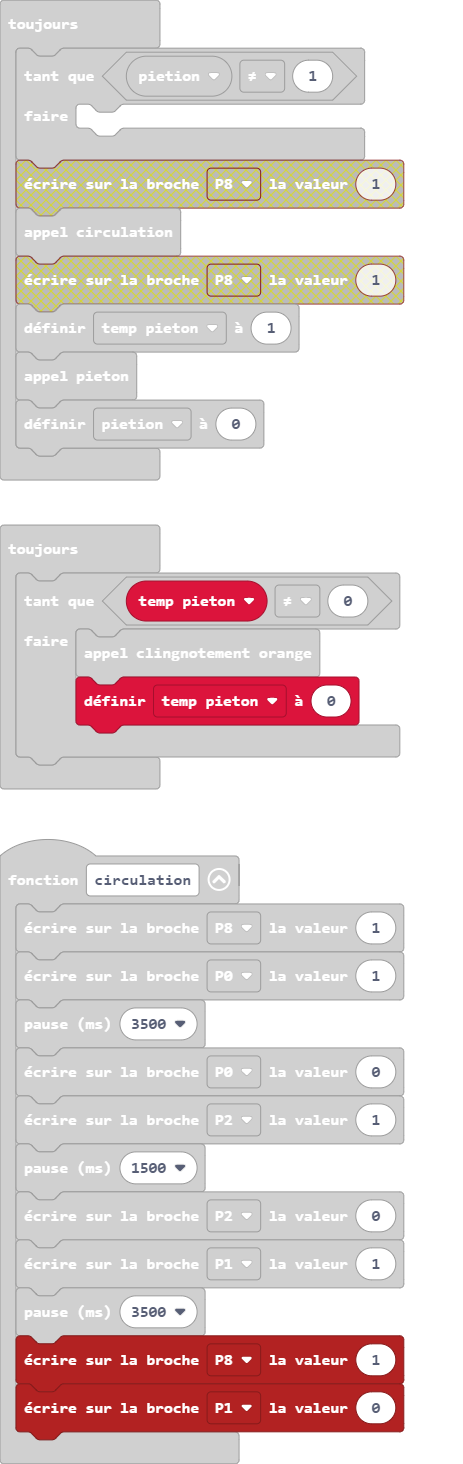 toujours
tant que pietion ≠ 1
faire
écrire sur la broche P8 la valeur 1
appel circulation
écrire sur la broche P8 la valeur 1
définir temp pieton à 1
appel pieton
définir pietion à 0
toujours
tant que temp pieton ≠ 0
faire
appel clingnotement orange
définir temp pieton à 0
fonction circulation
écrire sur la broche P8 la valeur 1
écrire sur la broche P0 la valeur 1
pause (ms) 3500
écrire sur la broche P0 la valeur 0
écrire sur la broche P2 la valeur 1
pause (ms) 1500
écrire sur la broche P2 la valeur 0
écrire sur la broche P1 la valeur 1
pause (ms) 3500
écrire sur la broche P8 la valeur 1
écrire sur la broche P1 la valeur 0